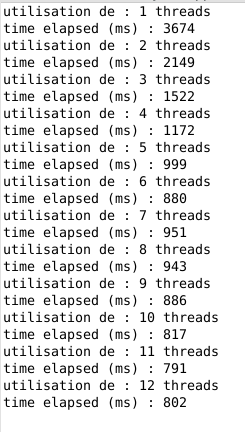 utilisation de : 1 threads
time elapsed (ms) : 3674
utilisation de : 2 threads
time elapsed (ms) : 2149
utilisation de : 3 threads
time elapsed (ms) : 1522
utilisation de : 4 threads
time elapsed (ms) : 1172
utilisation de : 5 threads
time elapsed (ms) : 999
utilisation de : 6 threads
time elapsed (ms) : 880
utilisation de : 7 threads
time elapsed (ms) : 951
utilisation de : 8 threads
time elapsed (ms) : 943
utilisation de : 9 threads
time elapsed (ms) : 886
utilisation de : 10 threads
time elapsed (ms) : 817
utilisation de : 11 threads
time elapsed (ms) : 791
utilisation de : 12 threads
time elapsed (ms) : 802